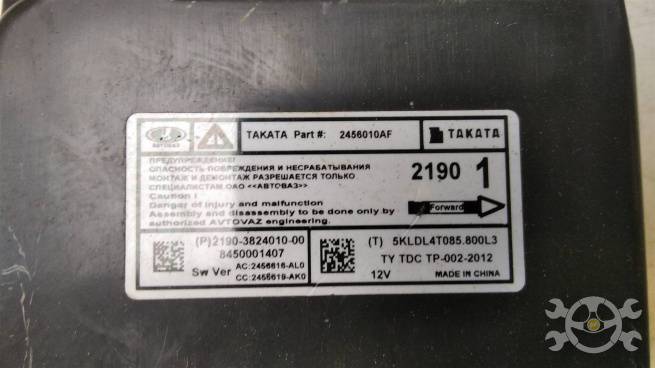 АВТОВАЗ
TAKATA Part #: 2456010AF
TAKATA
ПРЕДУПРЕЖДЕНИЕ!
ОПАСНОСТЬ ПОВРЕЖДЕНИЯ И НЕСРАБАТЫВАНИЯ
МОНТАЖ И ДЕМОНТАЖ РАЗРЕШАЕТСЯ ТОЛЬКО
СПЕЦИАЛИСТАМ ОАО <<АВТОВАЗ>>
Caution !
Danger of injury and malfunction
Assembly and disassembly to be done only by
authorized AVTOVAZ engineering.
2190 1
Forward
(P)2190-3824010-00
8450001407
Sw Ver AC:2456616-AL0
CC:2456619-AK0
(T) 5KLDL4T085.800L3
TY TDC TP-002-2012
12V MADE IN CHINA